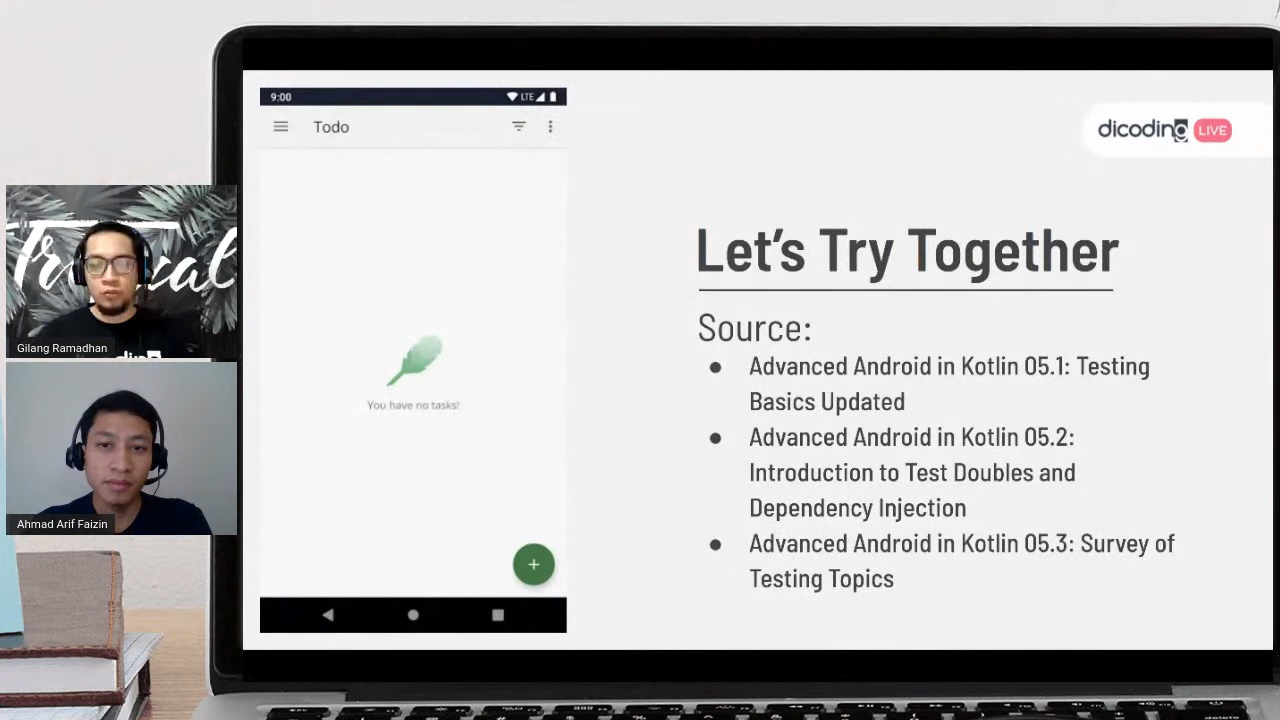 9:00
LTE
Todo
You have no tasks!
+
dicoding LIVE
Let's Try Together
Source:
● Advanced Android in Kotlin 05.1: Testing
Basics Updated
● Advanced Android in Kotlin 05.2:
Introduction to Test Doubles and
Dependency Injection
● Advanced Android in Kotlin 05.3: Survey of
Testing Topics
Tropical
Gilang Ramadhan
Ahmad Arif Faizin
delete